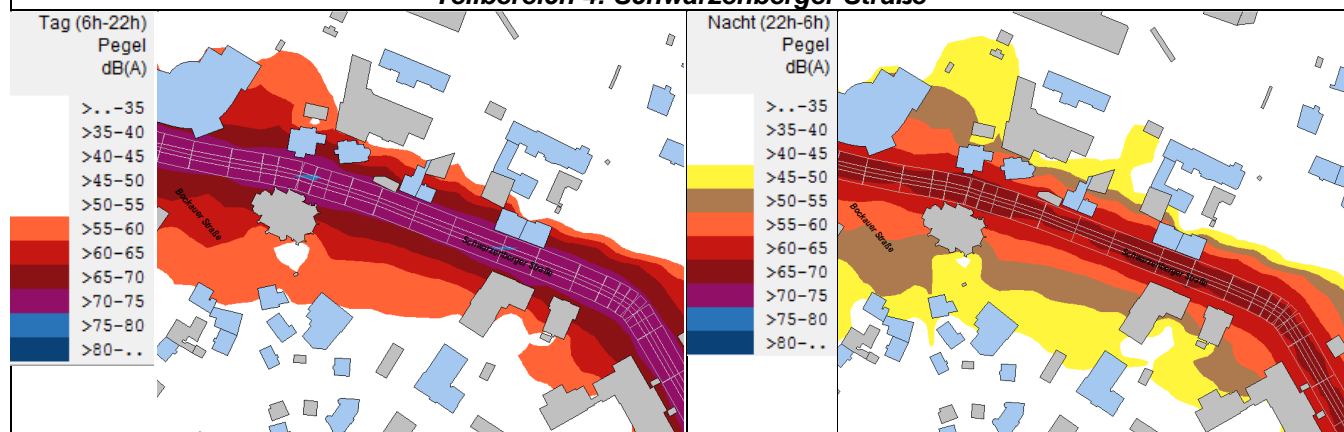 Teilbereich 4: Schwarzenberger Straße
Tag (6h-22h)
Pegel
dB(A)
>..-35
>35-40
>40-45
>45-50
>50-55
>55-60
>60-65
>65-70
>70-75
>75-80
>80-..
Bockauer Straße
Schwarzenberger Straße
Nacht (22h-6h)
Pegel
dB(A)
>..-35
>35-40
>40-45
>45-50
>50-55
>55-60
>60-65
>65-70
>70-75
>75-80
>80-..
Bockauer Straße
Schwarzenberger Straße